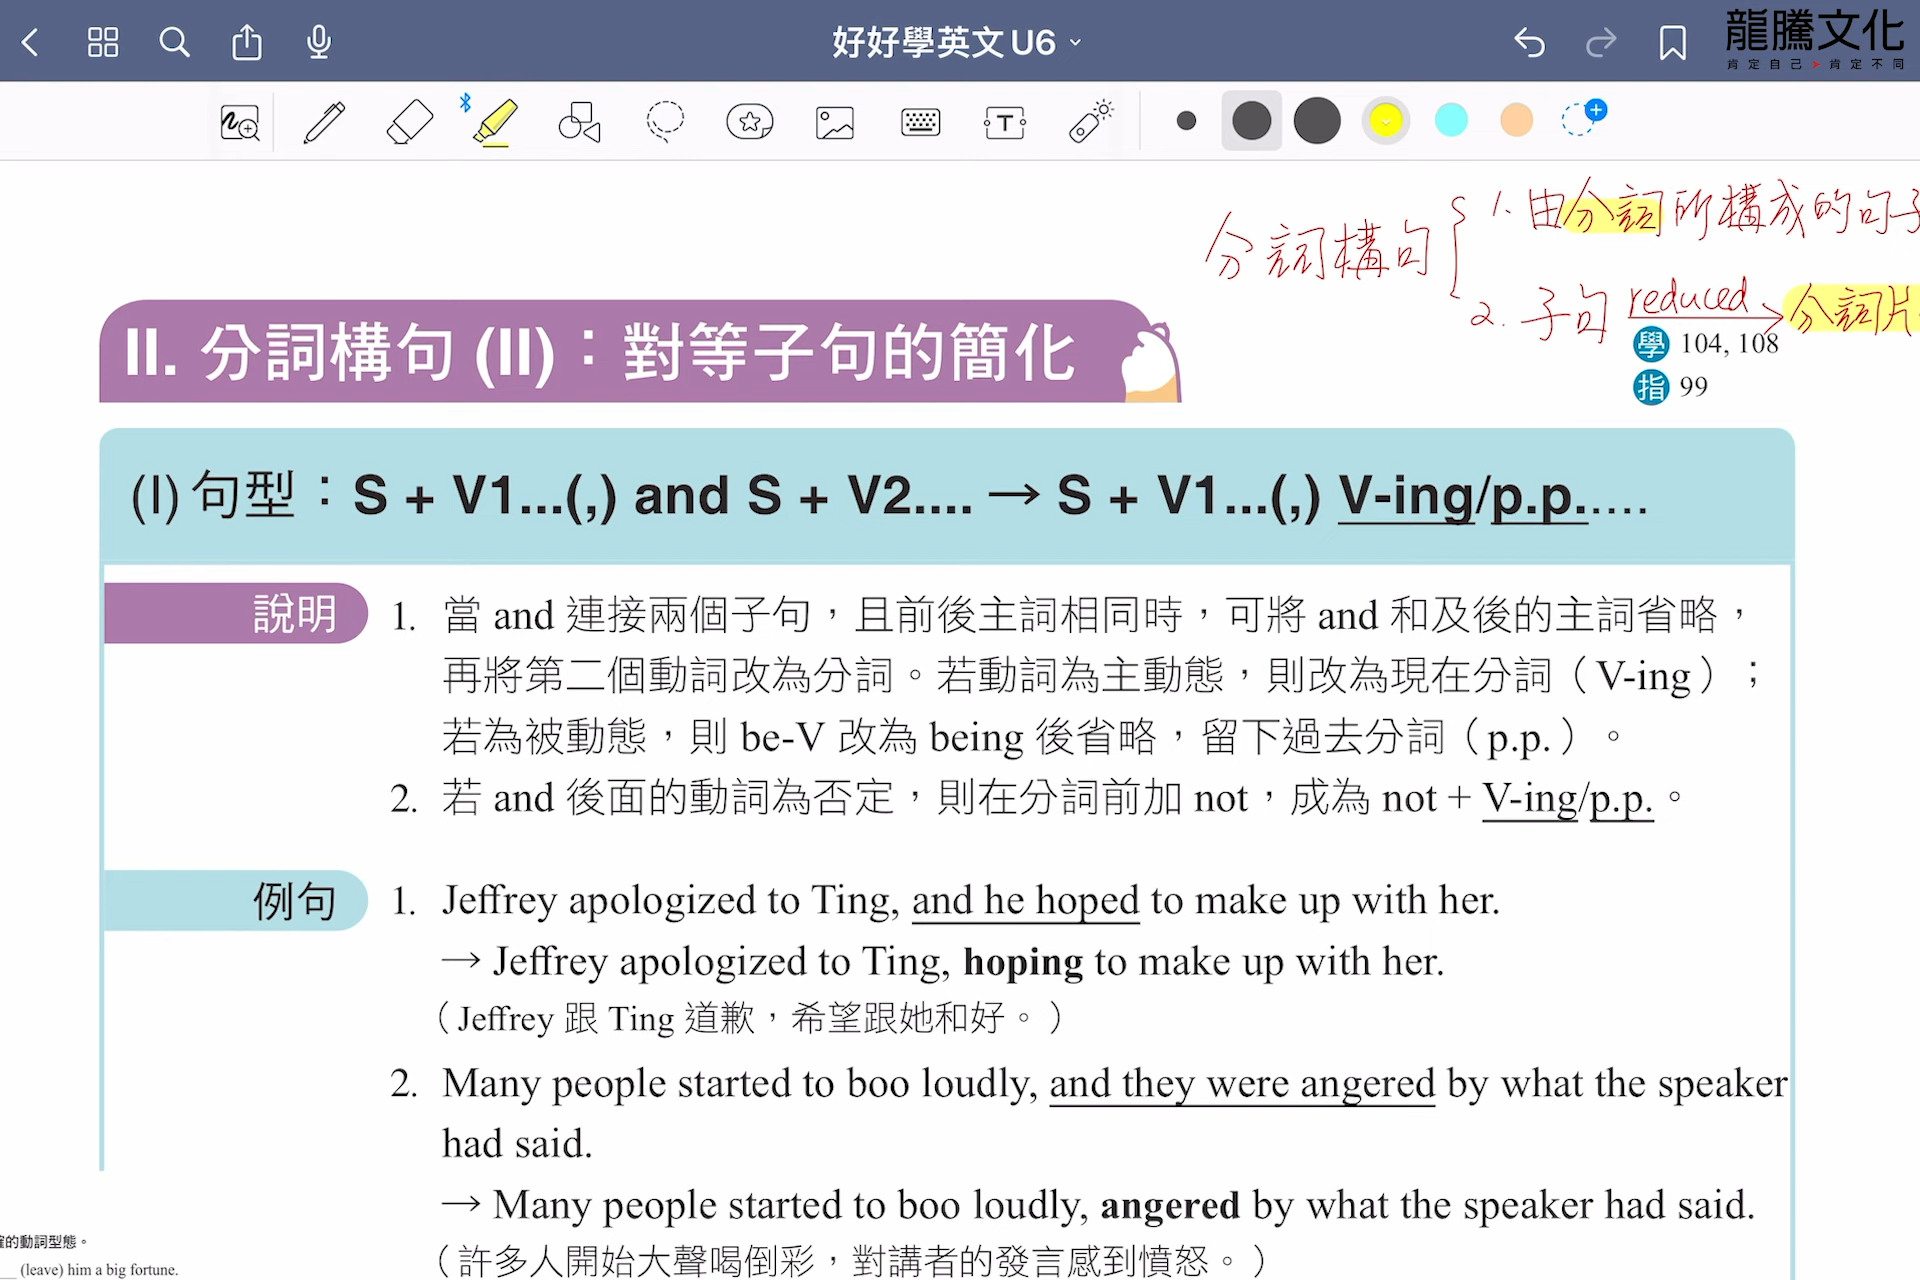 好好學英文 U6
龍騰文化
肯定自己 ➤ 肯定不同
分詞構句
1. 由分詞所構成的句子
2. 子句 reduced → 分詞片
學 104, 108
指 99
II. 分詞構句 (II)：對等子句的簡化
(I) 句型：S + V1...(,) and S + V2.... → S + V1...(,) V-ing/p.p.....
說明
1. 當 and 連接兩個子句，且前後主詞相同時，可將 and 和及後的主詞省略，
再將第二個動詞改為分詞。若動詞為主動態，則改為現在分詞（V-ing）；
若為被動態，則 be-V 改為 being 後省略，留下過去分詞（p.p.）。
2. 若 and 後面的動詞為否定，則在分詞前加 not，成為 not + V-ing/p.p.。
例句
1. Jeffrey apologized to Ting, and he hoped to make up with her.
→ Jeffrey apologized to Ting, hoping to make up with her.
（Jeffrey 跟 Ting 道歉，希望跟她和好。）
2. Many people started to boo loudly, and they were angered by what the speaker
had said.
→ Many people started to boo loudly, angered by what the speaker had said.
（許多人開始大聲喝倒彩，對講者的發言感到憤怒。）
的動詞型態。
(leave) him a big fortune.